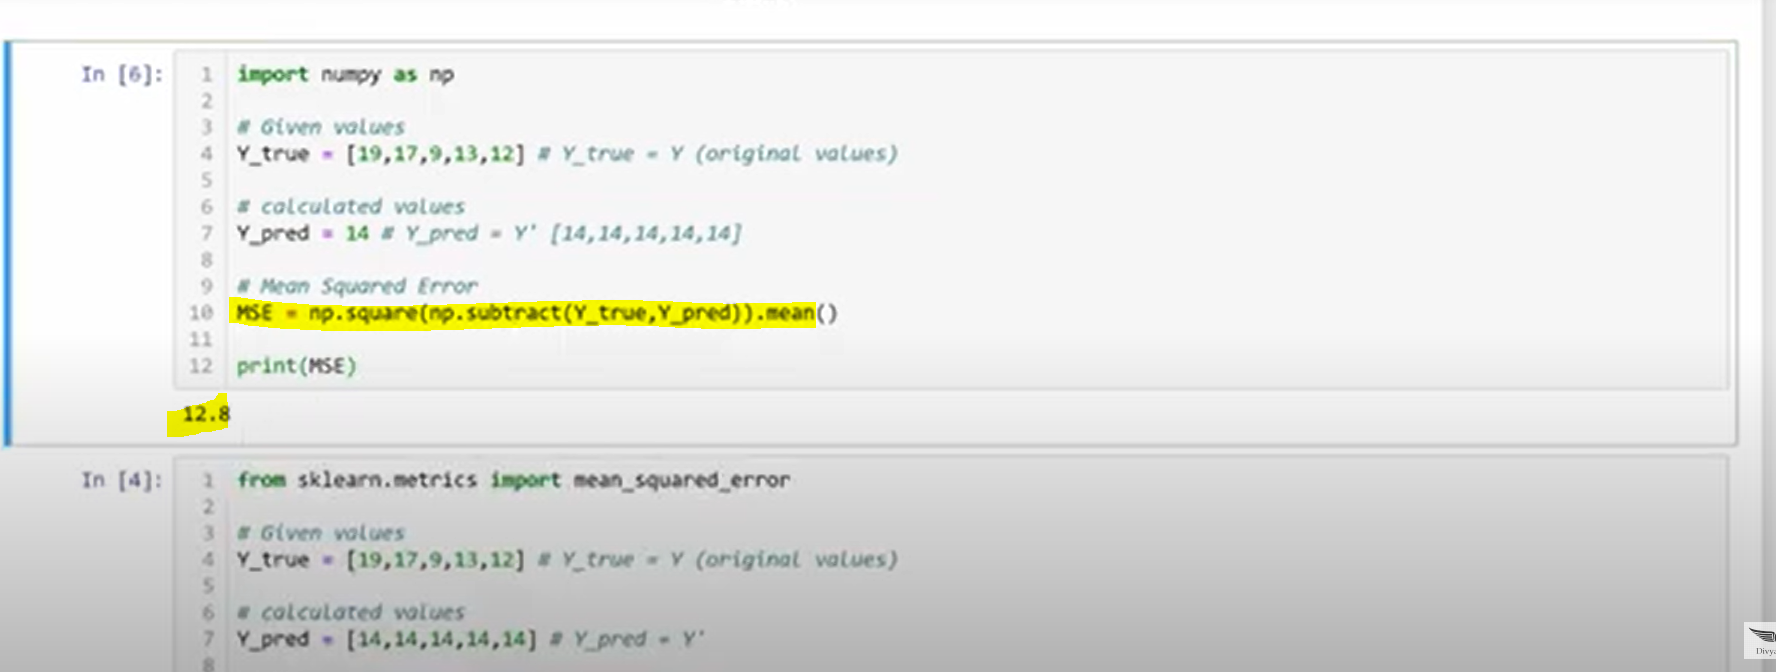 In [6]:
1 import numpy as np
2
3 # Given values
4 Y_true = [19,17,9,13,12] # Y_true = Y (original values)
5
6 # calculated values
7 Y_pred = 14 # Y_pred = Y' [14,14,14,14,14]
8
9 # Mean Squared Error
10 MSE = np.square(np.subtract(Y_true,Y_pred)).mean()
11
12 print(MSE)
12.8
In [4]:
1 from sklearn.metrics import mean_squared_error
2
3 # Given values
4 Y_true = [19,17,9,13,12] # Y_true = Y (original values)
5
6 # calculated values
7 Y_pred = [14,14,14,14,14] # Y_pred = Y'
8